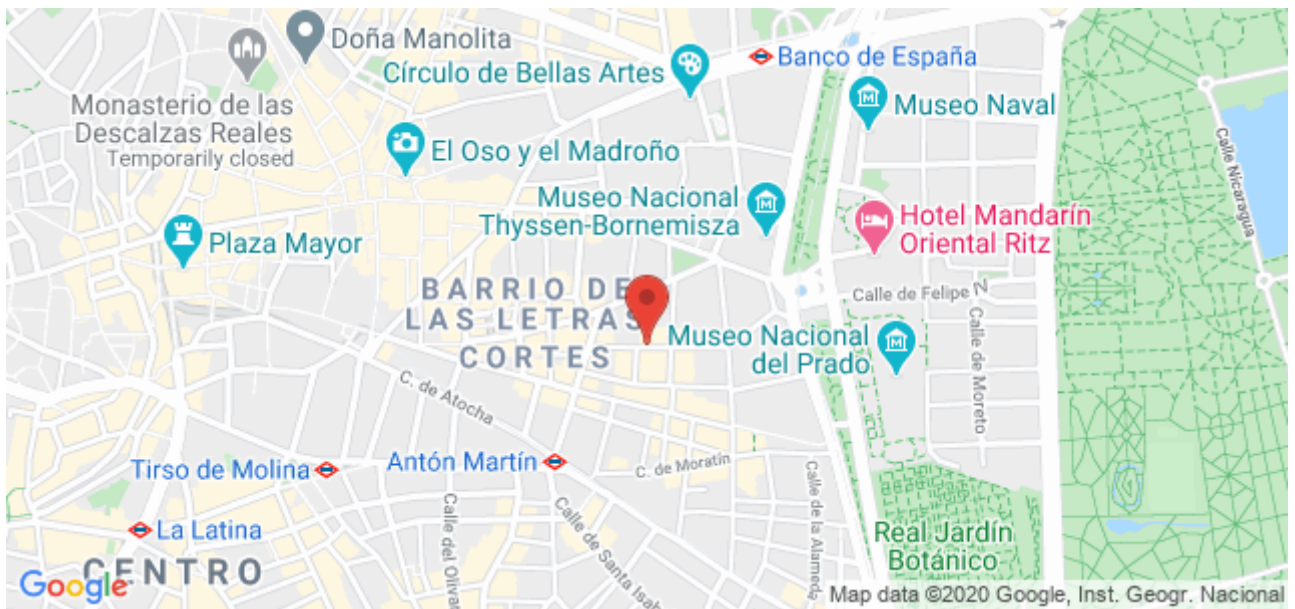 Doña Manolita
Círculo de Bellas Artes
Banco de España
Monasterio de las
Descalzas Reales
Temporarily closed
Museo Naval
El Oso y el Madroño
Calle Nicaragua
Museo Nacional
Thyssen-Bornemisza
Hotel Mandarín
Oriental Ritz
Plaza Mayor
BARRIO DE
LAS LETRAS
CORTES
Calle de Felipe
Museo Nacional
del Prado
Calle de Moreto
C. de Atocha
Antón Martín
Tirso de Molina
C. de Moratín
La Latina
Calle del
Calle de Santa
Calle de la
Real Jardín
Botánico
CENTRO
Google
Map data ©2020 Google, Inst. Geogr. Nacional